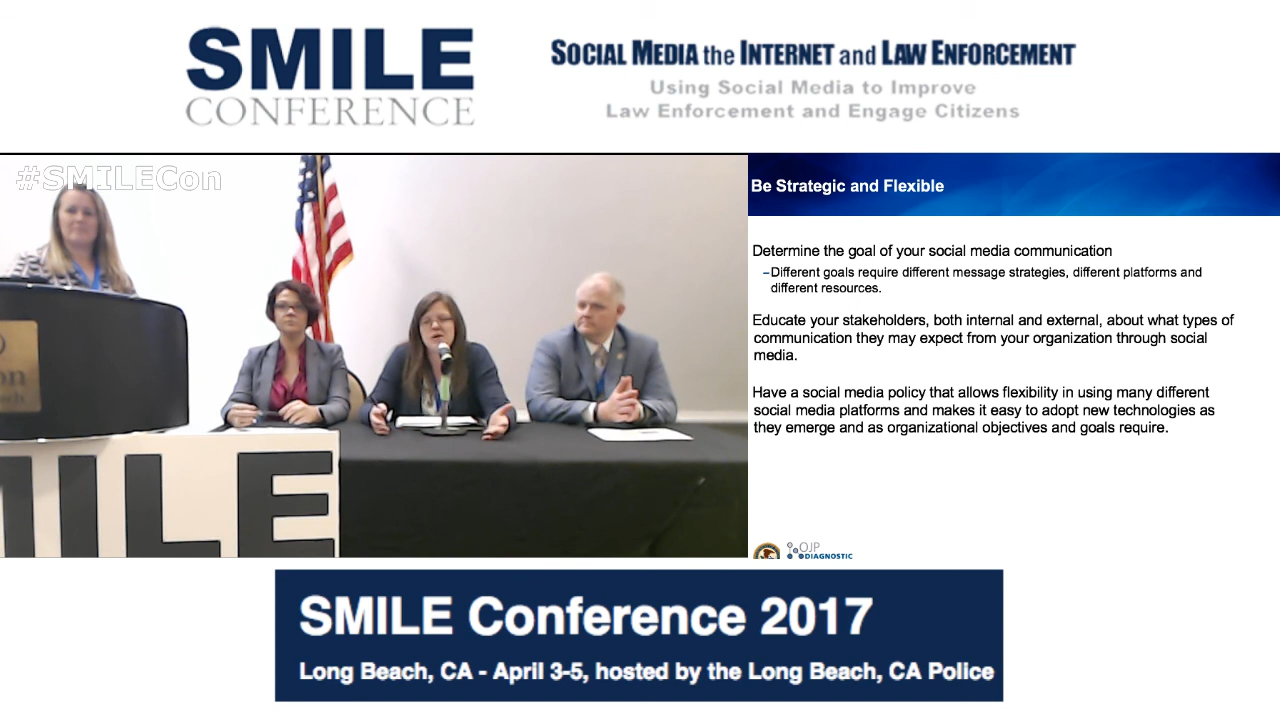 SMILE
CONFERENCE
SOCIAL MEDIA the INTERNET and LAW ENFORCEMENT
Using Social Media to Improve
Law Enforcement and Engage Citizens
#SMILECon
Be Strategic and Flexible
Determine the goal of your social media communication
–Different goals require different message strategies, different platforms and
different resources.
Educate your stakeholders, both internal and external, about what types of
communication they may expect from your organization through social
media.
Have a social media policy that allows flexibility in using many different
social media platforms and makes it easy to adopt new technologies as
they emerge and as organizational objectives and goals require.
ILE
OJP
DIAGNOSTIC
SMILE Conference 2017
Long Beach, CA - April 3-5, hosted by the Long Beach, CA Police